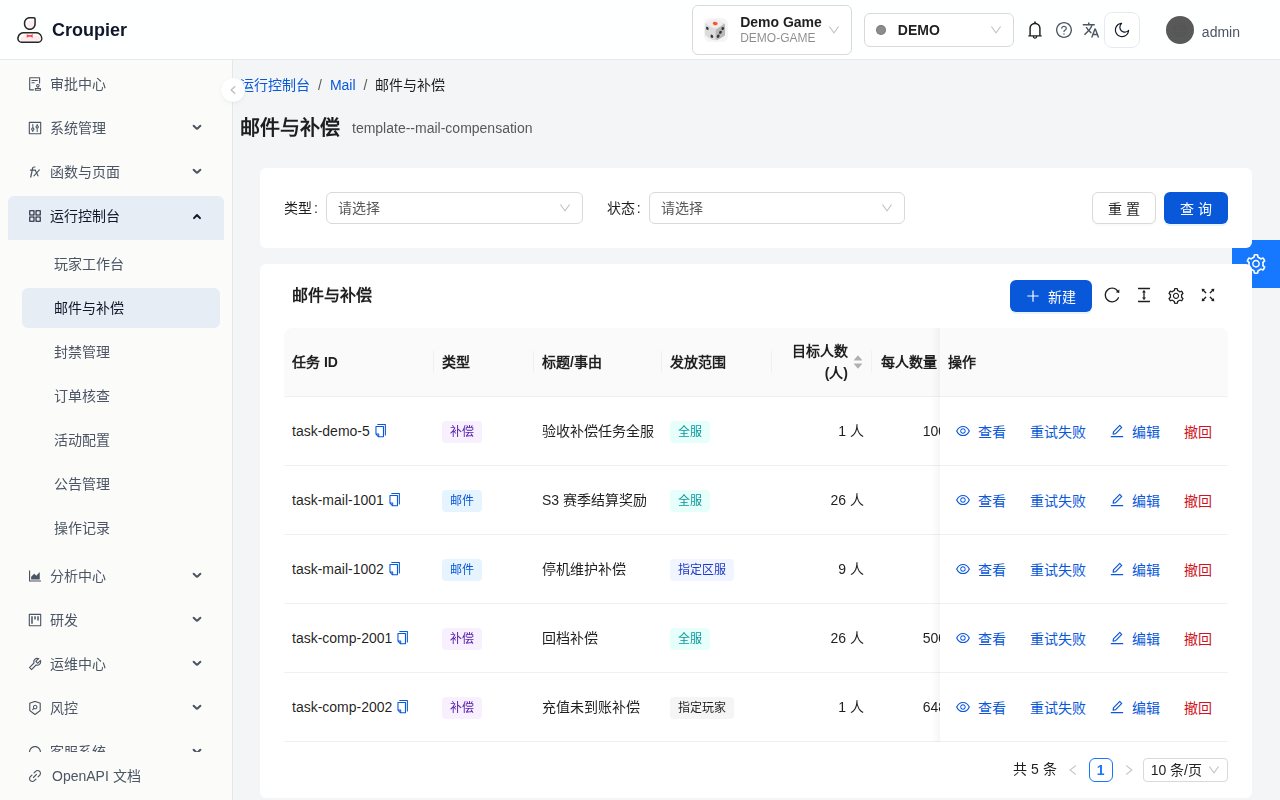 Croupier
Demo Game
DEMO-GAME
DEMO
admin
审批中心
系统管理
函数与页面
运行控制台
玩家工作台
邮件与补偿
封禁管理
订单核查
活动配置
公告管理
操作记录
分析中心
研发
运维中心
风控
客服系统
OpenAPI 文档
运行控制台 / Mail / 邮件与补偿
邮件与补偿 template--mail-compensation
类型: 请选择 状态: 请选择 重 置 查 询
邮件与补偿 新建
任务 ID 类型 标题/事由 发放范围 目标人数(人) 每人数量 操作
task-demo-5 补偿 验收补偿任务全服 全服 1 人 100 查看 重试失败 编辑 撤回
task-mail-1001 邮件 S3 赛季结算奖励 全服 26 人 查看 重试失败 编辑 撤回
task-mail-1002 邮件 停机维护补偿 指定区服 9 人 查看 重试失败 编辑 撤回
task-comp-2001 补偿 回档补偿 全服 26 人 500 查看 重试失败 编辑 撤回
task-comp-2002 补偿 充值未到账补偿 指定玩家 1 人 648 查看 重试失败 编辑 撤回
共 5 条 1 10 条/页